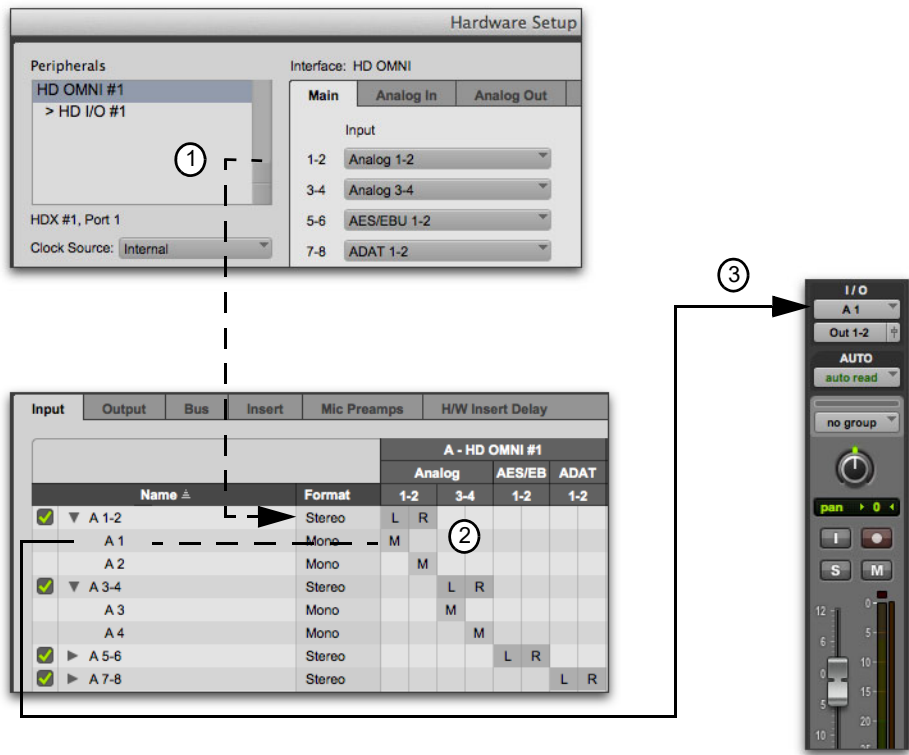 Hardware Setup
Peripherals
HD OMNI #1
> HD I/O #1
HDX #1, Port 1
Clock Source: Internal
Interface: HD OMNI
Main Analog In Analog Out
Input
1-2 Analog 1-2
3-4 Analog 3-4
5-6 AES/EBU 1-2
7-8 ADAT 1-2
1
Input Output Bus Insert Mic Preamps H/W Insert Delay
A - HD OMNI #1
Analog AES/EB ADAT
Name Format 1-2 3-4 1-2 1-2
A 1-2 Stereo L R
A 1 Mono M
2
A 2 Mono M
A 3-4 Stereo L R
A 3 Mono M
A 4 Mono M
A 5-6 Stereo L R
A 7-8 Stereo L R
3
I / O
A 1
Out 1-2
AUTO
auto read
no group
pan 0
I
S M
12 0
6 5
0 10
5 15
10 20
25